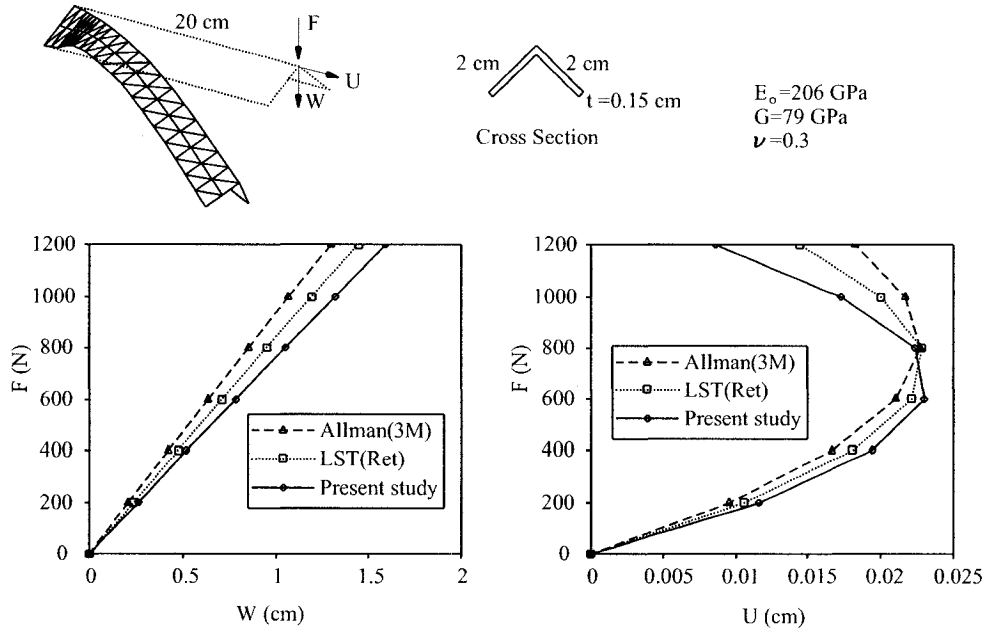 20 cm
F
U
W
2 cm
2 cm
t =0.15 cm
Cross Section
Eo=206 GPa
G=79 GPa
ν=0.3
1200
1000
800
600
400
200
0
F (N)
Allman(3M)
LST(Ret)
Present study
0
0.5
1
1.5
2
W (cm)
1200
1000
800
600
400
200
0
F (N)
Allman(3M)
LST(Ret)
Present study
0
0.005
0.01
0.015
0.02
0.025
U (cm)